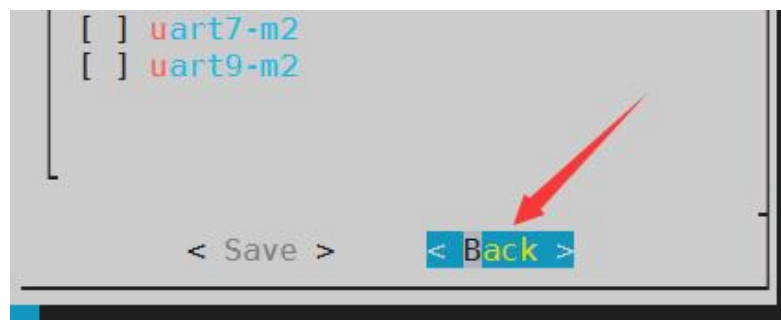 [ ] uart7-m2
[ ] uart9-m2
< Save > < Back >